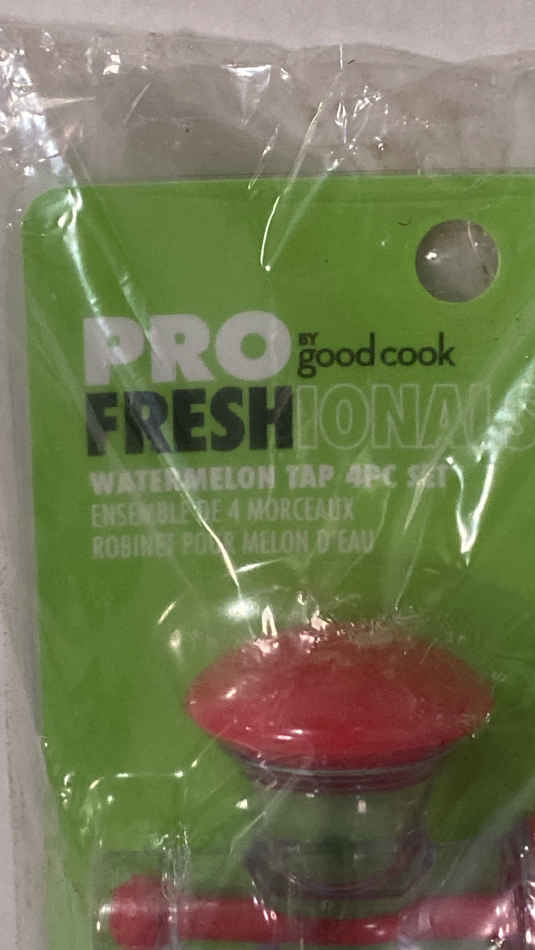 PRO BY good cook
FRESHIONALS
WATERMELON TAP 4PC SET
ENSEMBLE DE 4 MORCEAUX
ROBINET POUR MELON D'EAU